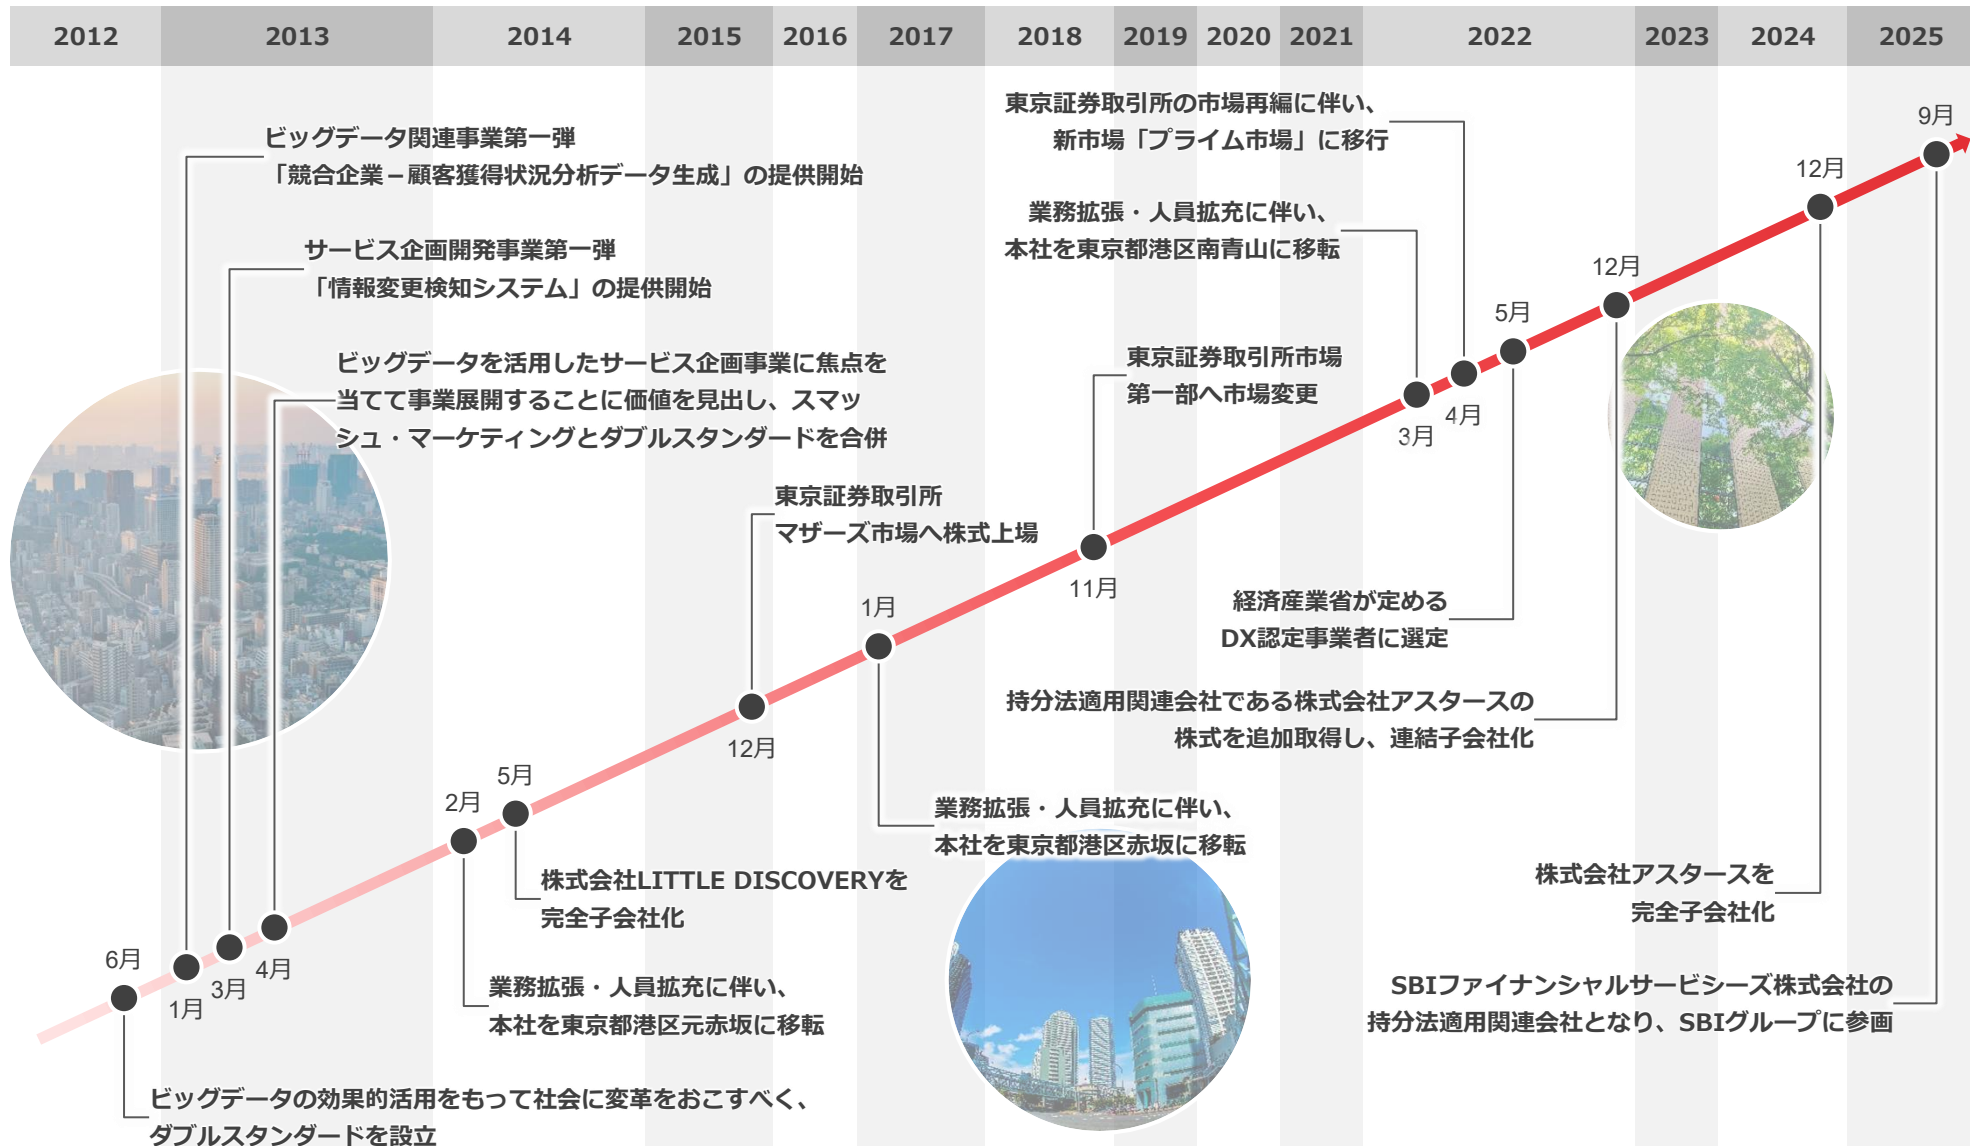 2012
2013
2014
2015
2016
2017
2018
2019
2020
2021
2022
2023
2024
2025
6月
ビッグデータの効果的活用をもって社会に変革をおこすべく、
ダブルスタンダードを設立
1月
ビッグデータ関連事業第一弾
「競合企業－顧客獲得状況分析データ生成」の提供開始
3月
サービス企画開発事業第一弾
「情報変更検知システム」の提供開始
4月
ビッグデータを活用したサービス企画事業に焦点を
当てて事業展開することに価値を見出し、スマッ
シュ・マーケティングとダブルスタンダードを合併
2月
業務拡張・人員拡充に伴い、
本社を東京都港区元赤坂に移転
5月
株式会社LITTLE DISCOVERYを
完全子会社化
12月
東京証券取引所
マザーズ市場へ株式上場
1月
業務拡張・人員拡充に伴い、
本社を東京都港区赤坂に移転
11月
東京証券取引所市場
第一部へ市場変更
3月
業務拡張・人員拡充に伴い、
本社を東京都港区南青山に移転
4月
東京証券取引所の市場再編に伴い、
新市場「プライム市場」に移行
5月
経済産業省が定める
DX認定事業者に選定
12月
持分法適用関連会社である株式会社アスタースの
株式を追加取得し、連結子会社化
12月
株式会社アスタースを
完全子会社化
9月
SBIファイナンシャルサービシーズ株式会社の
持分法適用関連会社となり、SBIグループに参画